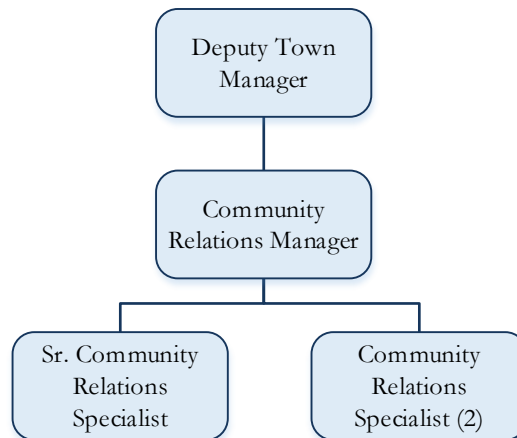 Deputy Town
Manager
Community
Relations Manager
Sr. Community
Relations
Specialist
Community
Relations
Specialist (2)